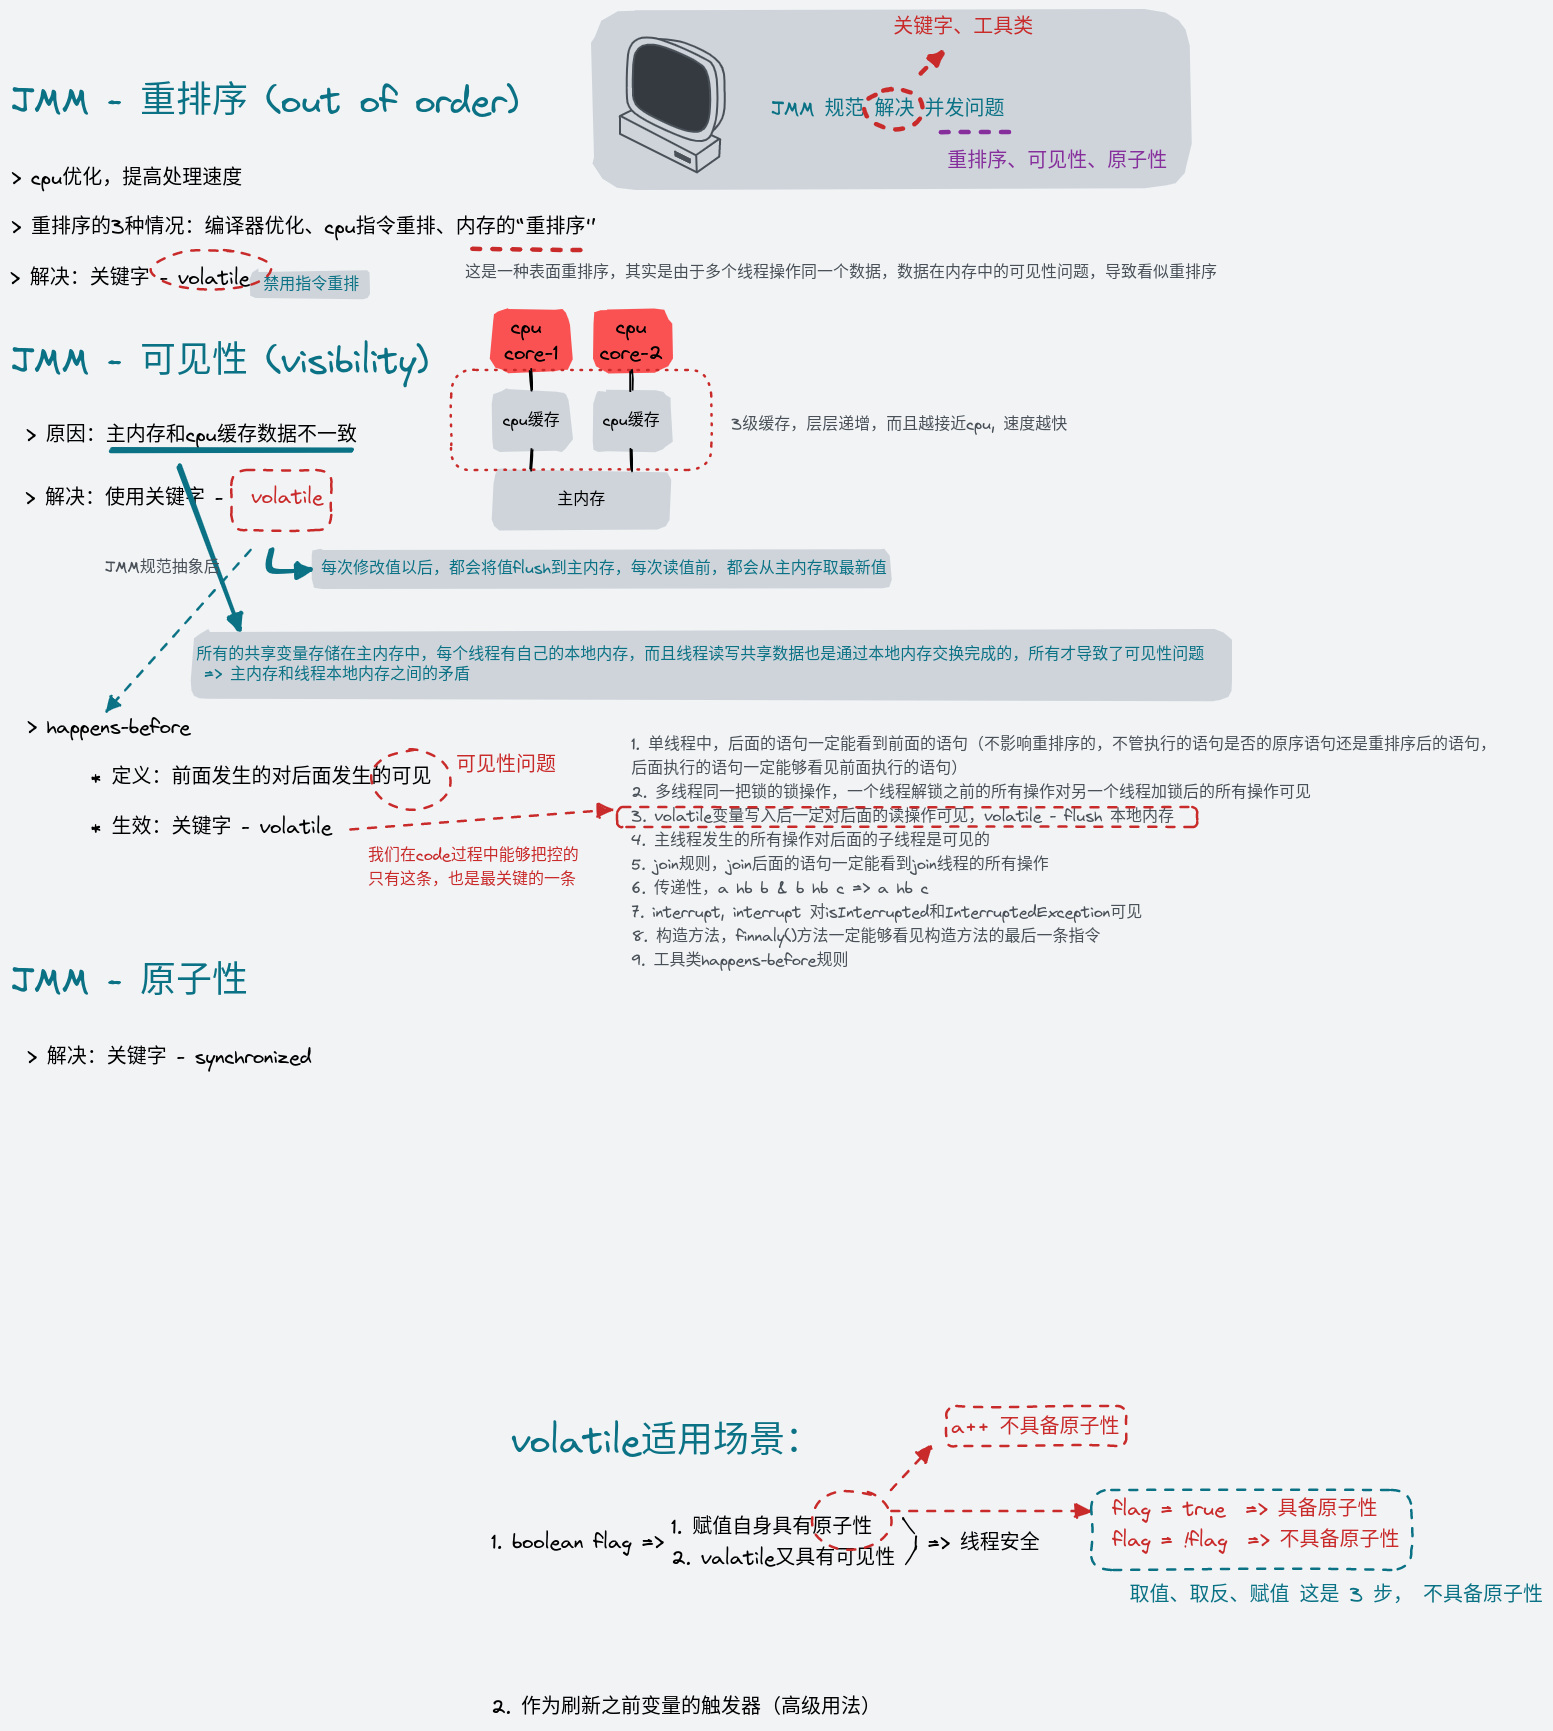 关键字、工具类
JMM 规范 解决 并发问题
重排序、可见性、原子性
JMM - 重排序 (out of order)
> cpu优化，提高处理速度
> 重排序的3种情况：编译器优化、cpu指令重排、内存的“重排序”
> 解决：关键字 - volatile
禁用指令重排
这是一种表面重排序，其实是由于多个线程操作同一个数据，数据在内存中的可见性问题，导致看似重排序
JMM - 可见性 (visibility)
cpu
core-1
cpu
core-2
cpu缓存
cpu缓存
主内存
3级缓存，层层递增，而且越接近cpu, 速度越快
> 原因：主内存和cpu缓存数据不一致
> 解决：使用关键字 - volatile
JMM规范抽象后
每次修改值以后，都会将值flush到主内存，每次读值前，都会从主内存取最新值
所有的共享变量存储在主内存中，每个线程有自己的本地内存，而且线程读写共享数据也是通过本地内存交换完成的，所有才导致了可见性问题
=> 主内存和线程本地内存之间的矛盾
> happens-before
* 定义：前面发生的对后面发生的可见
可见性问题
* 生效：关键字 - volatile
我们在code过程中能够把控的
只有这条，也是最关键的一条
1. 单线程中，后面的语句一定能看到前面的语句（不影响重排序的，不管执行的语句是否的原序语句还是重排序后的语句，
后面执行的语句一定能够看见前面执行的语句）
2. 多线程同一把锁的锁操作，一个线程解锁之前的所有操作对另一个线程加锁后的所有操作可见
3. volatile变量写入后一定对后面的读操作可见，volatile - flush 本地内存
4. 主线程发生的所有操作对后面的子线程是可见的
5. join规则，join后面的语句一定能看到join线程的所有操作
6. 传递性，a hb b & b hb c => a hb c
7. interrupt, interrupt 对isInterrupted和InterruptedException可见
8. 构造方法，finnaly()方法一定能够看见构造方法的最后一条指令
9. 工具类happens-before规则
JMM - 原子性
> 解决：关键字 - synchronized
volatile适用场景：
a++ 不具备原子性
1. boolean flag =>
1. 赋值自身具有原子性
2. valatile又具有可见性
=> 线程安全
flag = true => 具备原子性
flag = !flag => 不具备原子性
取值、取反、赋值 这是 3 步， 不具备原子性
2. 作为刷新之前变量的触发器（高级用法）